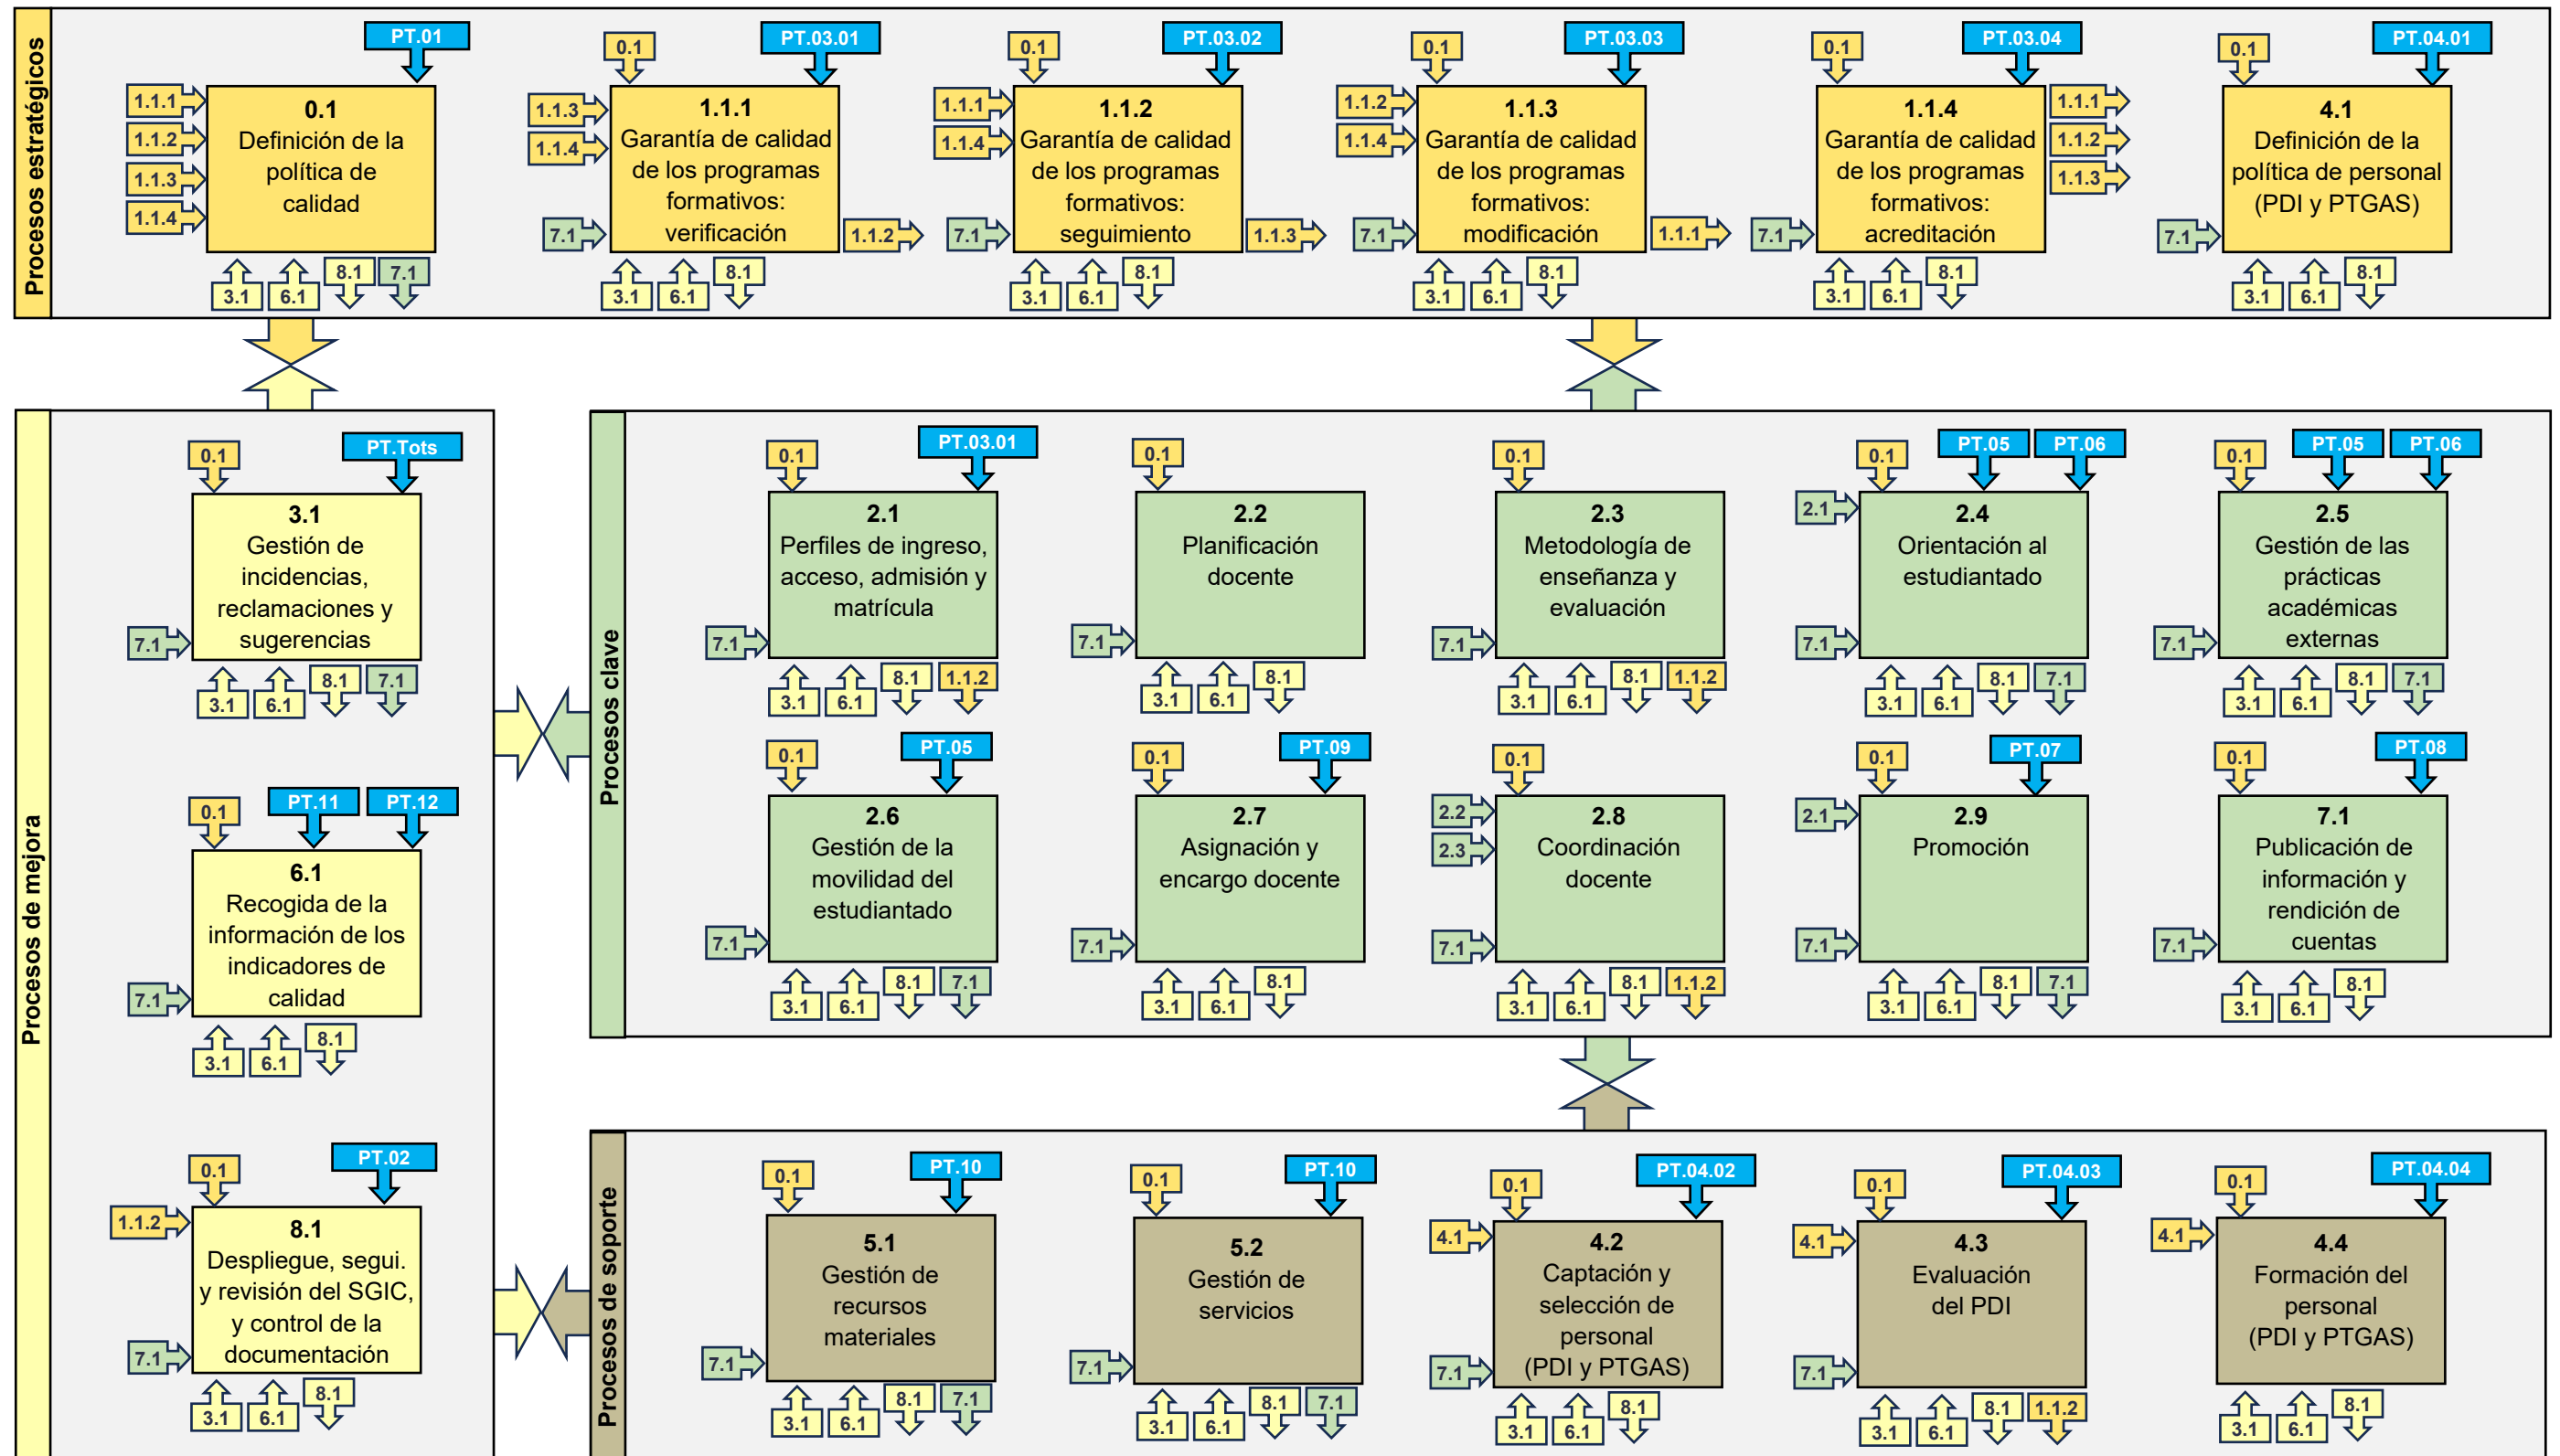 Procesos estratégicos
PT.01
0.1
PT.03.01
0.1
PT.03.02
0.1
PT.03.03
0.1
PT.03.04
0.1
PT.04.01
1.1.1
1.1.2
1.1.3
1.1.4
0.1
Definición de la
política de
calidad
3.1
6.1
8.1
7.1
1.1.3
1.1.4
7.1
1.1.1
Garantía de calidad
de los programas
formativos:
verificación
1.1.2
3.1
6.1
8.1
1.1.1
1.1.4
7.1
1.1.2
Garantía de calidad
de los programas
formativos:
seguimiento
1.1.3
3.1
6.1
8.1
1.1.2
1.1.4
7.1
1.1.3
Garantía de calidad
de los programas
formativos:
modificación
1.1.1
3.1
6.1
8.1
7.1
1.1.4
Garantía de calidad
de los programas
formativos:
acreditación
1.1.1
1.1.2
1.1.3
3.1
6.1
8.1
7.1
4.1
Definición de la
política de personal
(PDI y PTGAS)
3.1
6.1
8.1
Procesos de mejora
0.1
PT.Tots
7.1
3.1
Gestión de
incidencias,
reclamaciones y
sugerencias
3.1
6.1
8.1
7.1
0.1
PT.11
PT.12
7.1
6.1
Recogida de la
información de los
indicadores de
calidad
3.1
6.1
8.1
0.1
PT.02
1.1.2
7.1
8.1
Despliegue, segui.
y revisión del SGIC,
y control de la
documentación
3.1
6.1
8.1
Procesos clave
0.1
PT.03.01
7.1
2.1
Perfiles de ingreso,
acceso, admisión y
matrícula
3.1
6.1
8.1
1.1.2
0.1
7.1
2.2
Planificación
docente
3.1
6.1
8.1
0.1
7.1
2.3
Metodología de
enseñanza y
evaluación
3.1
6.1
8.1
1.1.2
0.1
PT.05
PT.06
2.1
7.1
2.4
Orientación al
estudiantado
3.1
6.1
8.1
7.1
0.1
PT.05
PT.06
7.1
2.5
Gestión de las
prácticas
académicas
externas
3.1
6.1
8.1
7.1
0.1
PT.05
7.1
2.6
Gestión de la
movilidad del
estudiantado
3.1
6.1
8.1
7.1
0.1
PT.09
7.1
2.7
Asignación y
encargo docente
3.1
6.1
8.1
0.1
2.2
2.3
7.1
2.8
Coordinación
docente
3.1
6.1
8.1
1.1.2
0.1
PT.07
2.1
7.1
2.9
Promoción
3.1
6.1
8.1
7.1
0.1
PT.08
7.1
7.1
Publicación de
información y
rendición de
cuentas
3.1
6.1
8.1
Procesos de soporte
0.1
PT.10
7.1
5.1
Gestión de
recursos
materiales
3.1
6.1
8.1
7.1
0.1
PT.10
7.1
5.2
Gestión de
servicios
3.1
6.1
8.1
7.1
0.1
PT.04.02
4.1
7.1
4.2
Captación y
selección de
personal
(PDI y PTGAS)
3.1
6.1
8.1
0.1
PT.04.03
4.1
7.1
4.3
Evaluación
del PDI
3.1
6.1
8.1
1.1.2
0.1
PT.04.04
4.1
4.4
Formación del
personal
(PDI y PTGAS)
3.1
6.1
8.1